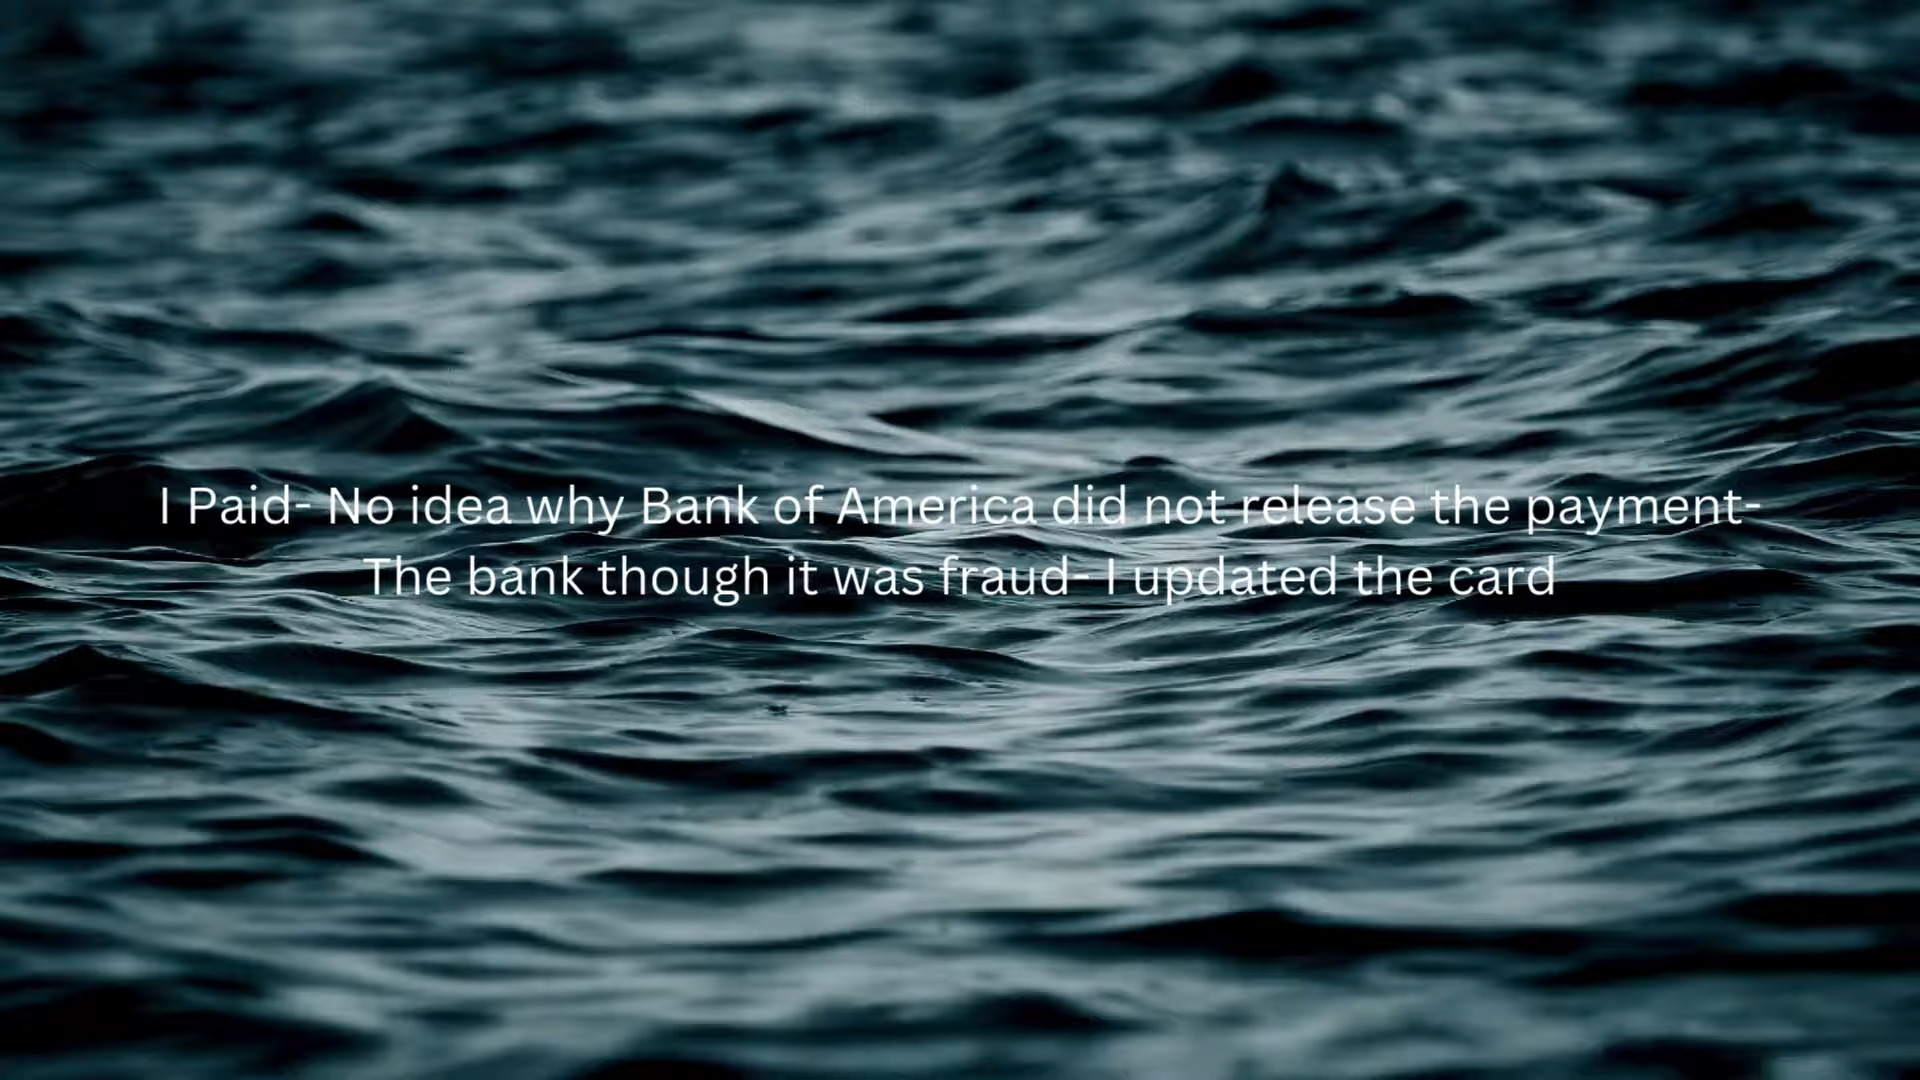 I Paid- No idea why Bank of America did not release the payment-
The bank though it was fraud- I updated the card